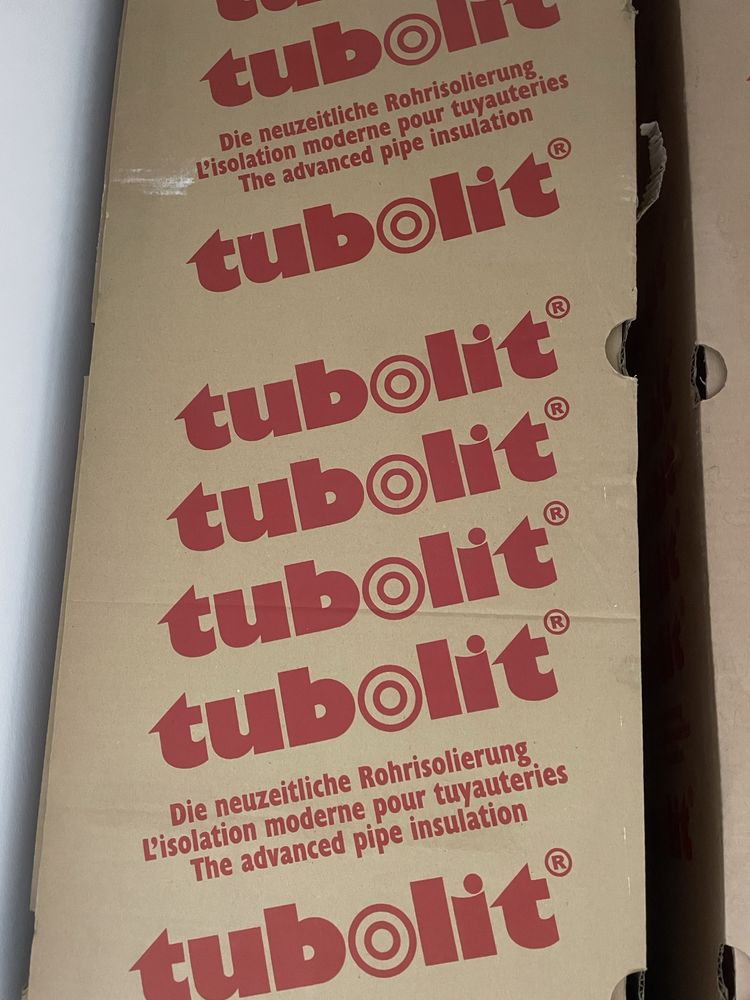 tubolit
tubolit
Die neuzeitliche Rohrisolierung
L'isolation moderne pour tuyauteries
The advanced pipe insulation
tubolit®
tubolit®
tubolit®
tubolit®
tubolit®
Die neuzeitliche Rohrisolierung
L'isolation moderne pour tuyauteries
The advanced pipe insulation
tubolit®